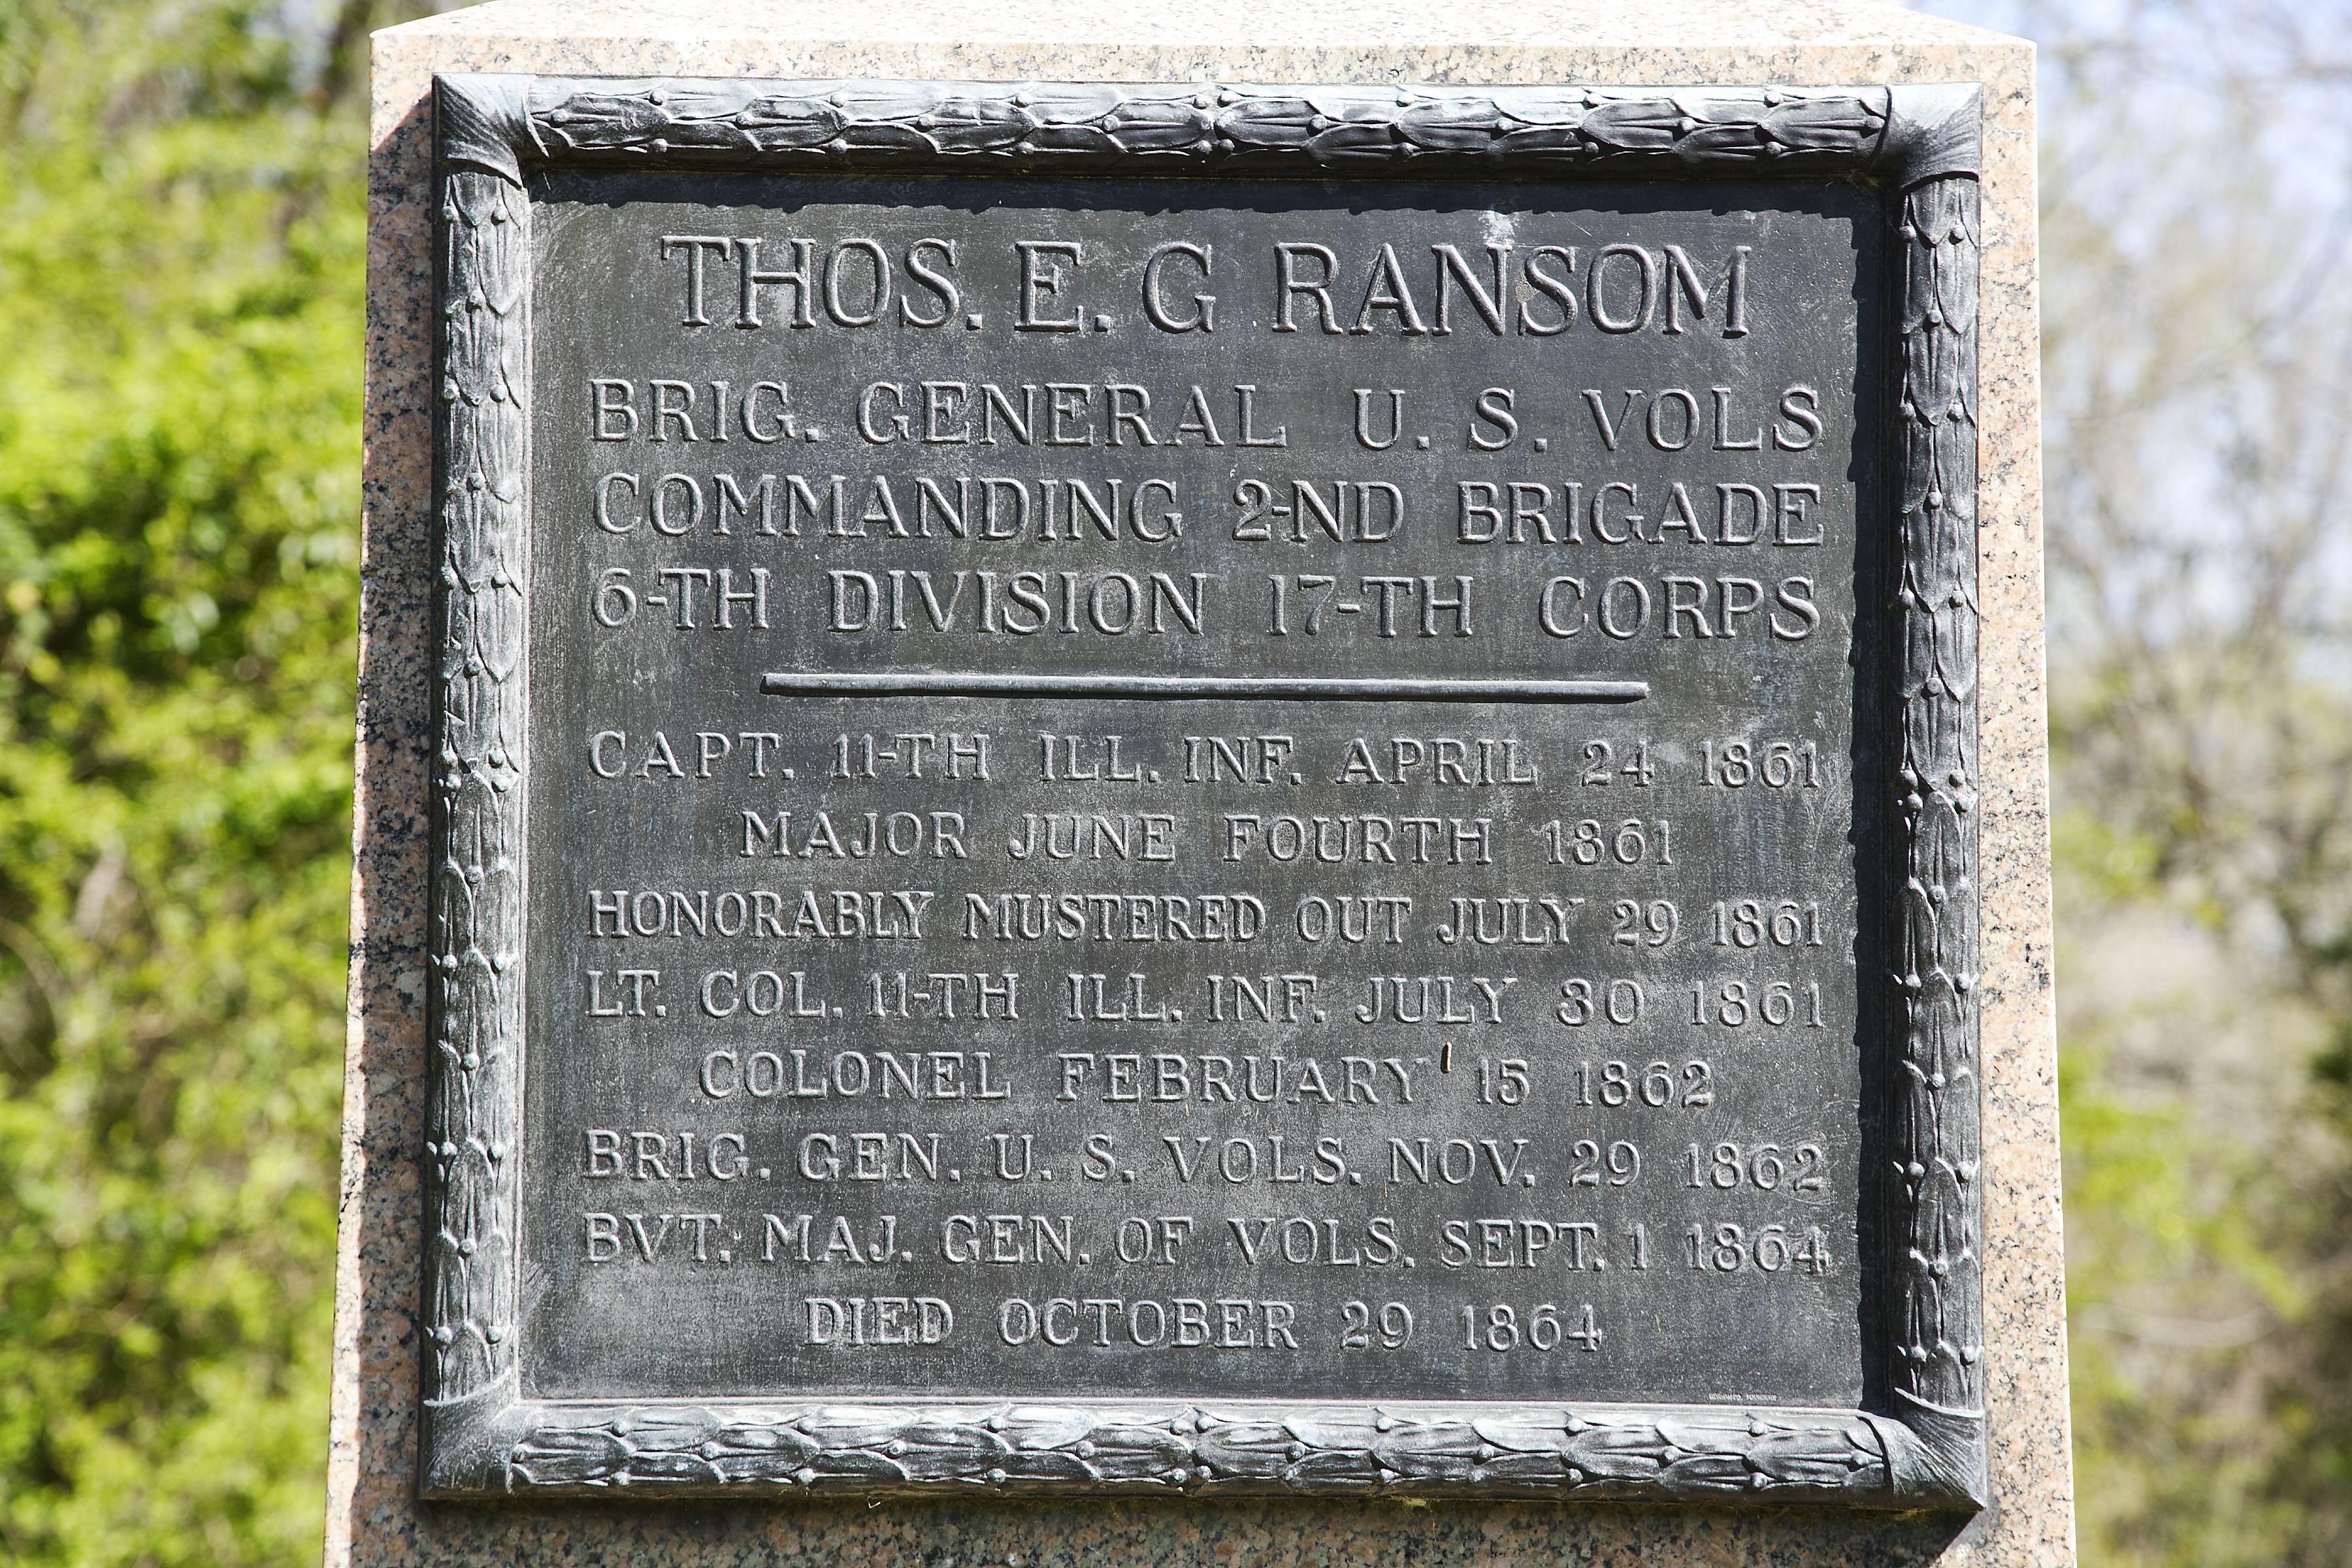 THOS. E. G RANSOM
BRIG. GENERAL U. S. VOLS
COMMANDING 2-ND BRIGADE
6-TH DIVISION 17-TH CORPS
CAPT. 11-TH ILL. INF. APRIL 24 1861
MAJOR JUNE FOURTH 1861
HONORABLY MUSTERED OUT JULY 29 1861
LT. COL. 11-TH ILL. INF. JULY 30 1861
COLONEL FEBRUARY 15 1862
BRIG. GEN. U. S. VOLS. NOV. 29 1862
BVT. MAJ. GEN. OF VOLS. SEPT. 1 1864
DIED OCTOBER 29 1864